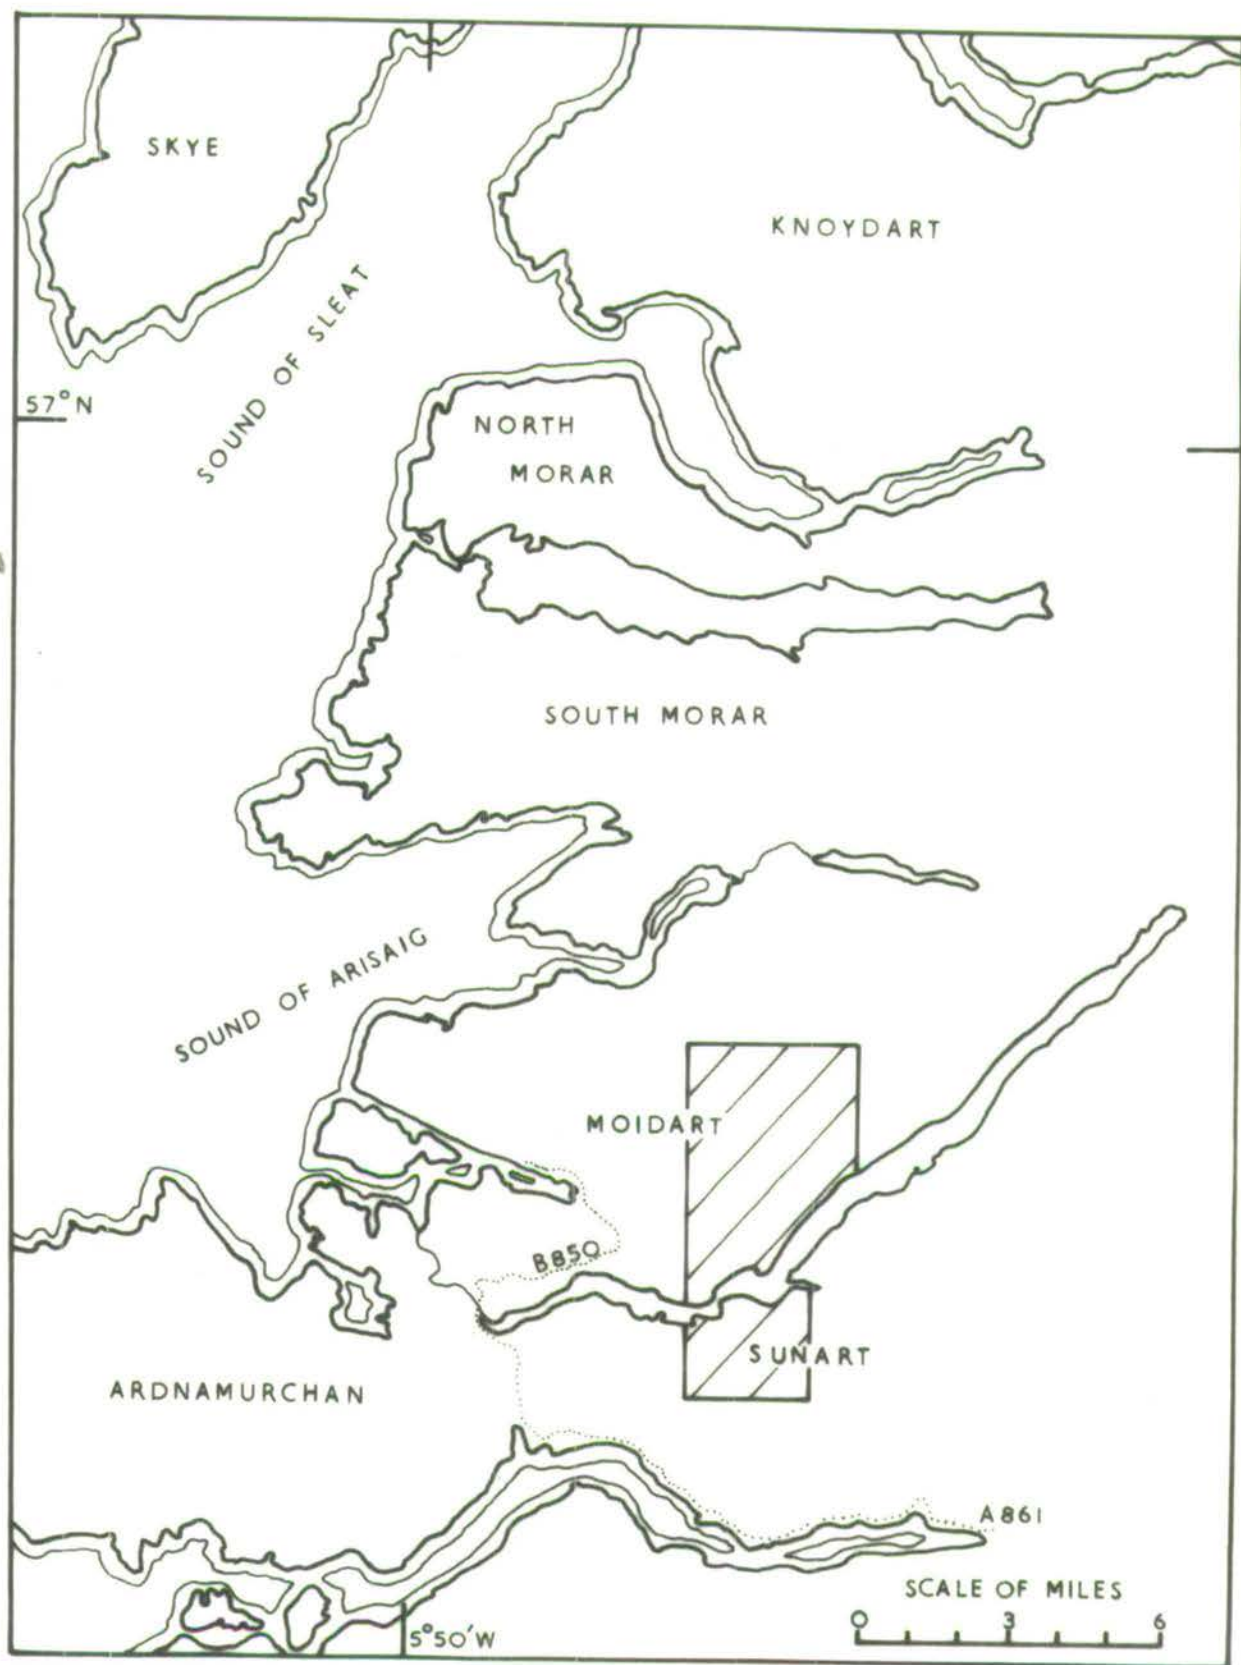 SKYE
KNOYDART
SOUND OF SLEAT
57°N
NORTH
MORAR
SOUTH MORAR
SOUND OF ARISAIG
MOIDART
B850
SUNART
ARDNAMURCHAN
A861
SCALE OF MILES
0 3 6
5°50'W